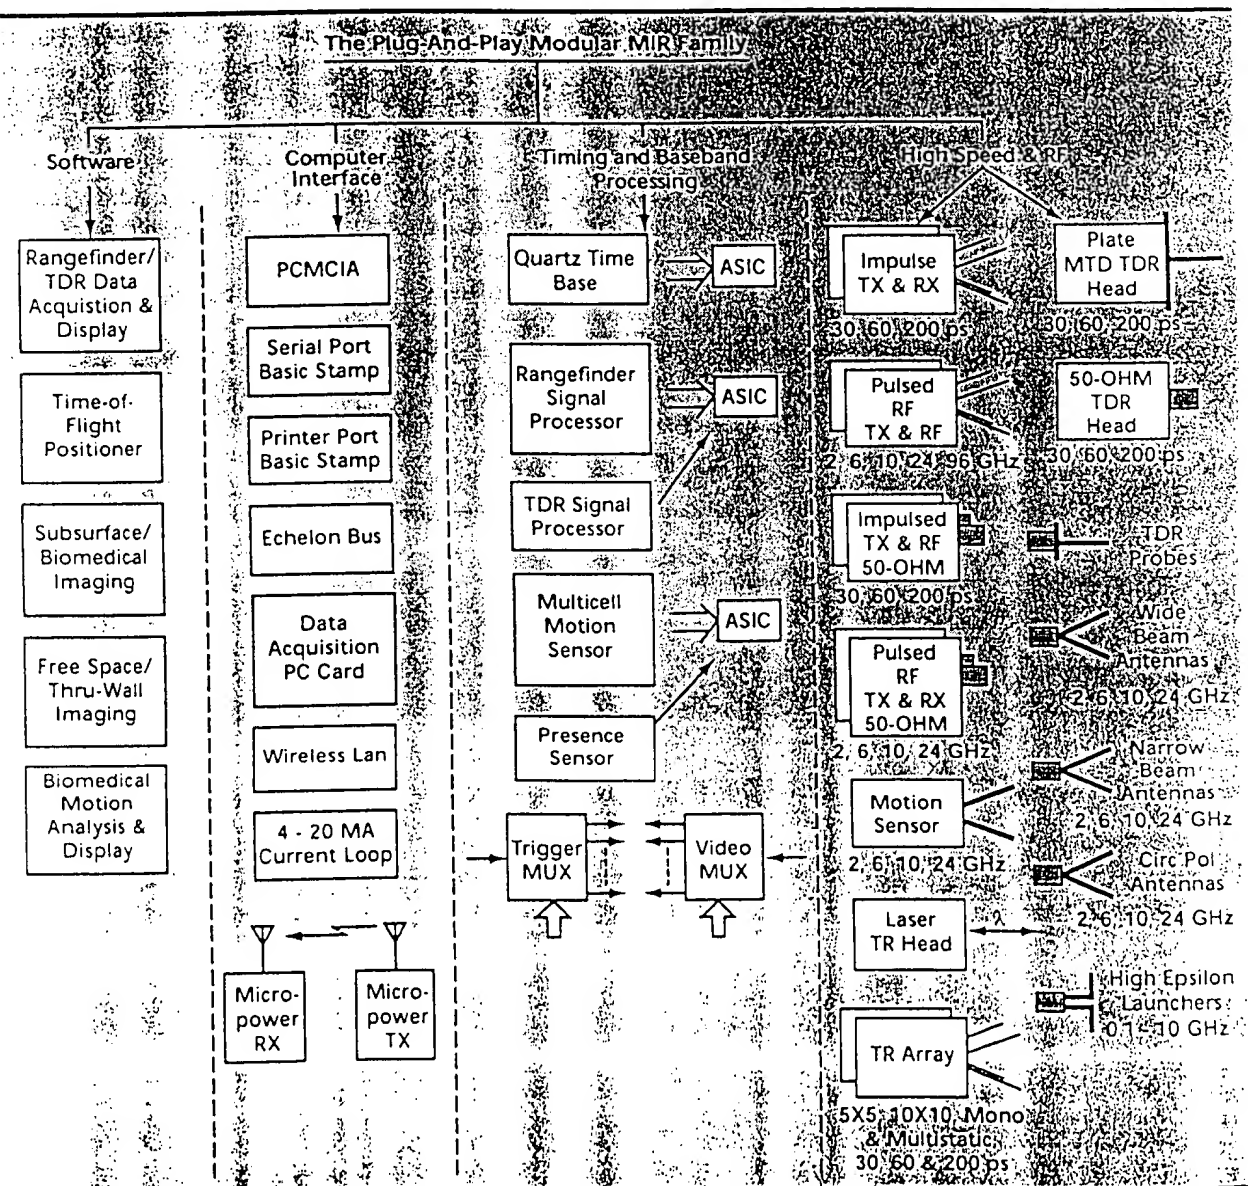 The Plug-And-Play Modular MIR Family
Software
Computer
Interface
Timing and Baseband
Processing
High Speed & RF
Rangefinder/
TDR Data
Acquistion &
Display
Time-of-
Flight
Positioner
Subsurface/
Biomedical
Imaging
Free Space/
Thru-Wall
Imaging
Biomedical
Motion
Analysis &
Display
PCMCIA
Serial Port
Basic Stamp
Printer Port
Basic Stamp
Echelon Bus
Data
Acquisition
PC Card
Wireless Lan
4 - 20 MA
Current Loop
Micro-
power
RX
Micro-
power
TX
Quartz Time
Base
ASIC
Rangefinder
Signal
Processor
ASIC
TDR Signal
Processor
Multicell
Motion
Sensor
ASIC
Presence
Sensor
Trigger
MUX
Video
MUX
Impulse
TX & RX
30, 60, 200 ps
Pulsed
RF
TX & RF
2, 6, 10, 24, 96 GHz
Impulsed
TX & RF
50-OHM
30, 60, 200 ps
Pulsed
RF
TX & RX
50-OHM
2, 6, 10, 24 GHz
Motion
Sensor
2, 6, 10, 24 GHz
Laser
TR Head
λ
TR Array
5X5, 10X10, Mono
& Multistatic
30, 60 & 200 ps
Plate
MTD TDR
Head
30, 60, 200 ps
50-OHM
TDR
Head
30, 60, 200 ps
TDR
Probes
Wide
Beam
Antennas
2, 6, 10, 24 GHz
Narrow
Beam
Antennas
2, 6, 10, 24 GHz
Circ Pol
Antennas
2, 6, 10, 24 GHz
High Epsilon
Launchers
0.1 - 10 GHz